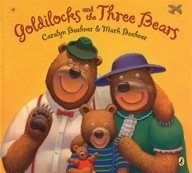 Goldilocks and the Three Bears
Caralyn Buehner & Mark Buehner